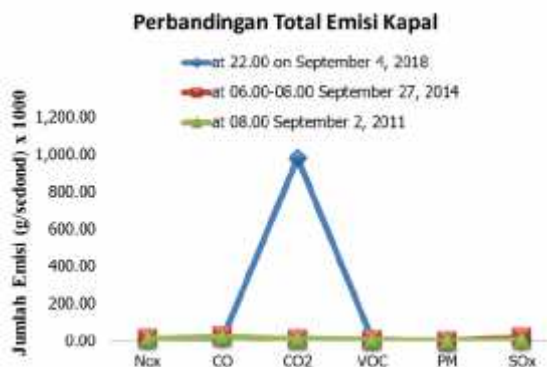 Perbandingan Total Emisi Kapal
at 22.00 on September 4, 2018
at 06.00-08.00 September 27, 2014
at 08.00 September 2, 2011
Jumlah Emisi (g/sedond) x 1000
1,200.00
1,000.00
800.00
600.00
400.00
200.00
0.00
Nox CO CO2 VOC PM SOx